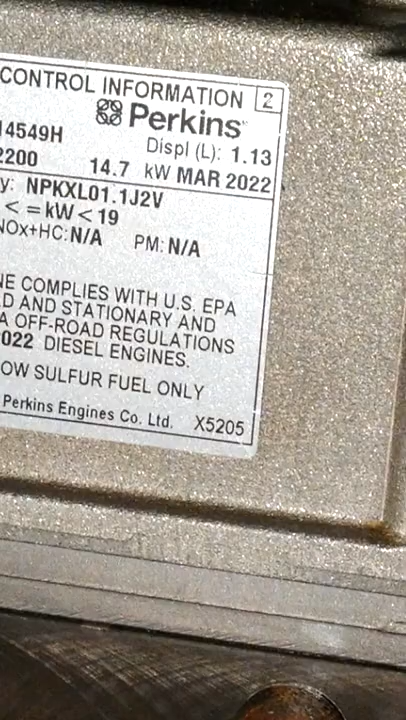 CONTROL INFORMATION 2
Perkins
14549H Displ (L): 1.13
2200 14.7 kW MAR 2022
y: NPKXL01.1J2V
< =kW < 19
NOx+HC: N/A PM: N/A
NE COMPLIES WITH U.S. EPA
D AND STATIONARY AND
A OFF-ROAD REGULATIONS
022 DIESEL ENGINES.
OW SULFUR FUEL ONLY
Perkins Engines Co. Ltd. X5205